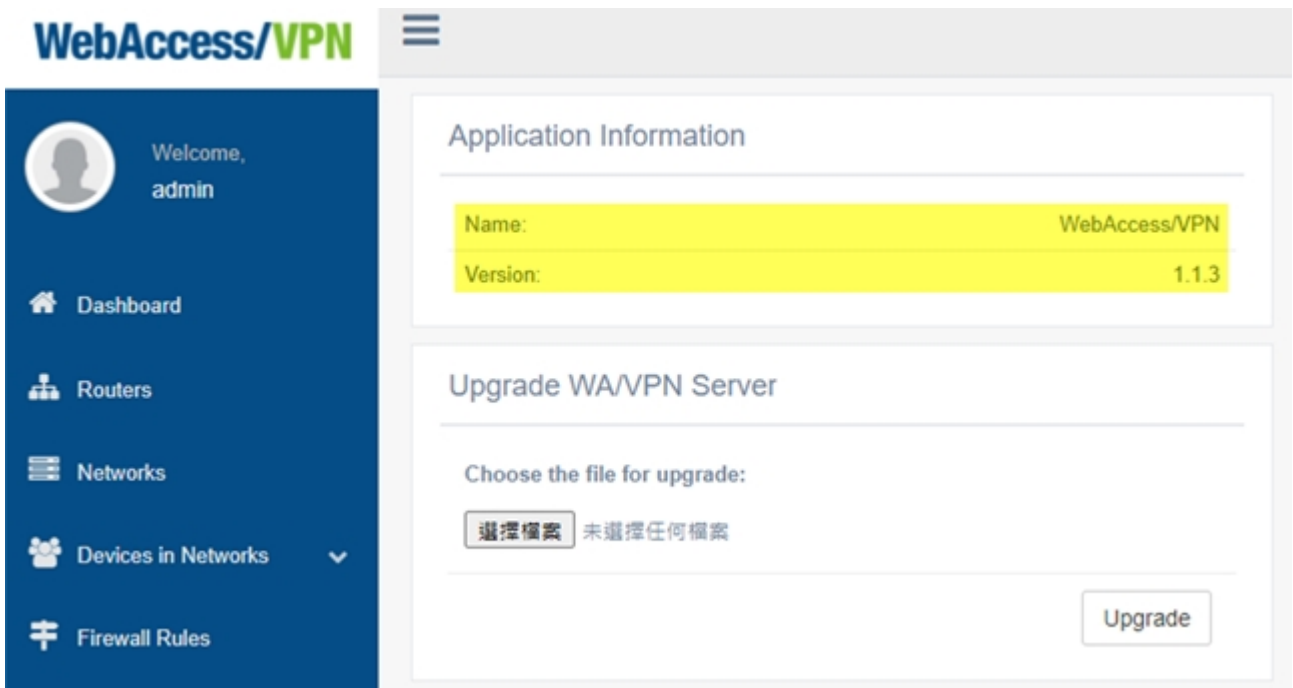 WebAccess/VPN
Welcome,
admin
Dashboard
Routers
Networks
Devices in Networks
Firewall Rules
Application Information
Name: WebAccess/VPN
Version: 1.1.3
Upgrade WA/VPN Server
Choose the file for upgrade:
選擇檔案 未選擇任何檔案
Upgrade